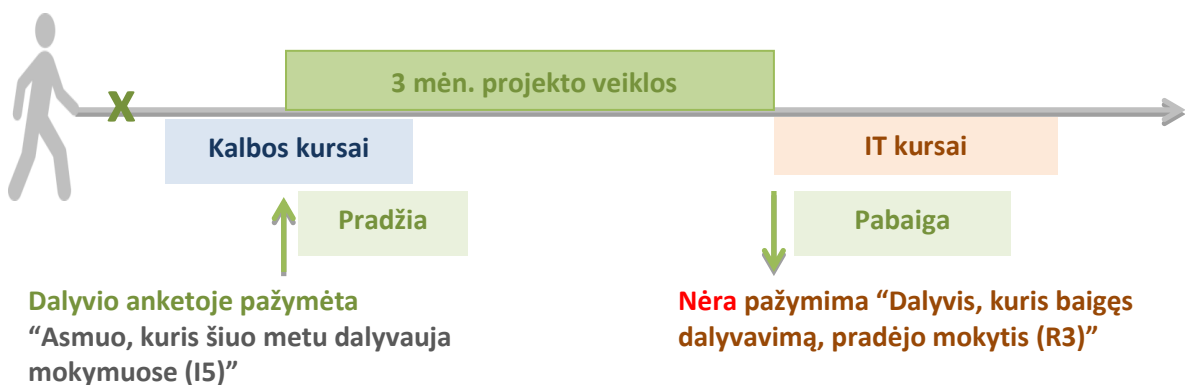 X
3 mėn. projekto veiklos
Kalbos kursai
IT kursai
Pradžia
Pabaiga
Dalyvio anketoje pažymėta
“Asmuo, kuris šiuo metu dalyvauja
mokymuose (I5)”
Nėra pažymima “Dalyvis, kuris baigęs
dalyvavimą, pradėjo mokytis (R3)”